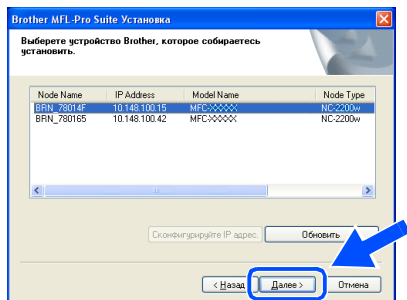 Brother MFL-Pro Suite Установка
Выберете устройство Brother, которое собираетесь
установить.
Node Name IP Address Model Name Node Type
BRN_78014F 10.148.100.15 MFC-XXXXX NC-2200w
BRN_780165 10.148.100.42 MFC-XXXXX NC-2200w
Сконфигурируйте IP адрес. Обновить
< Назад Далее > Отмена